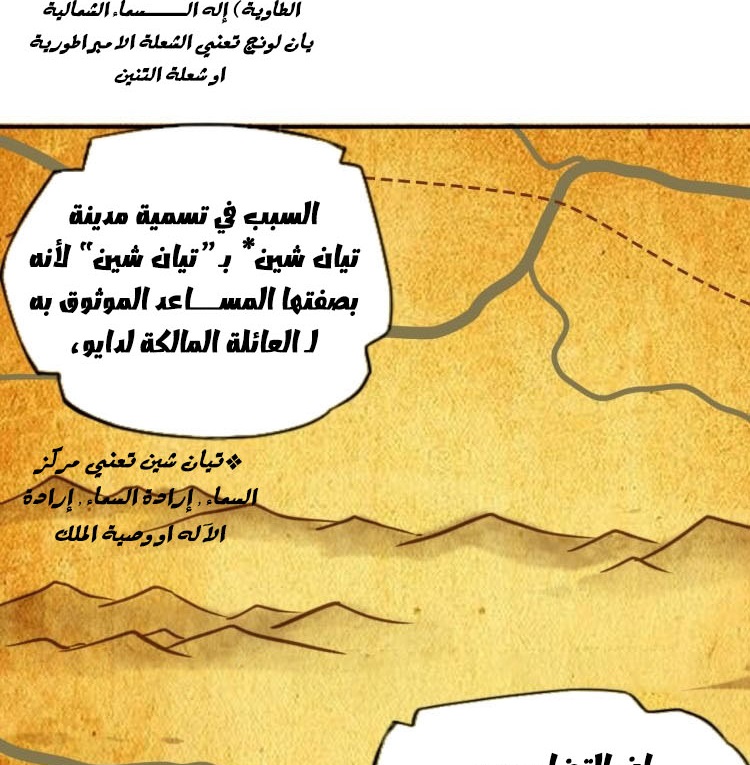 الطاوية) إله الـسماء الشمالية
يان لونج تعني الشعلة الامبراطورية
او شعلة التنين
السبب في تسمية مدينة
تيان شين* بـ "تيان شين" لأنه
بصفتها المسـاعد الموثوق به
لـ العائلة المالكة لدايو،
❖تيان شين تعني مركز
السماء, إرادة السماء, إرادة
الآله او وصية الملك